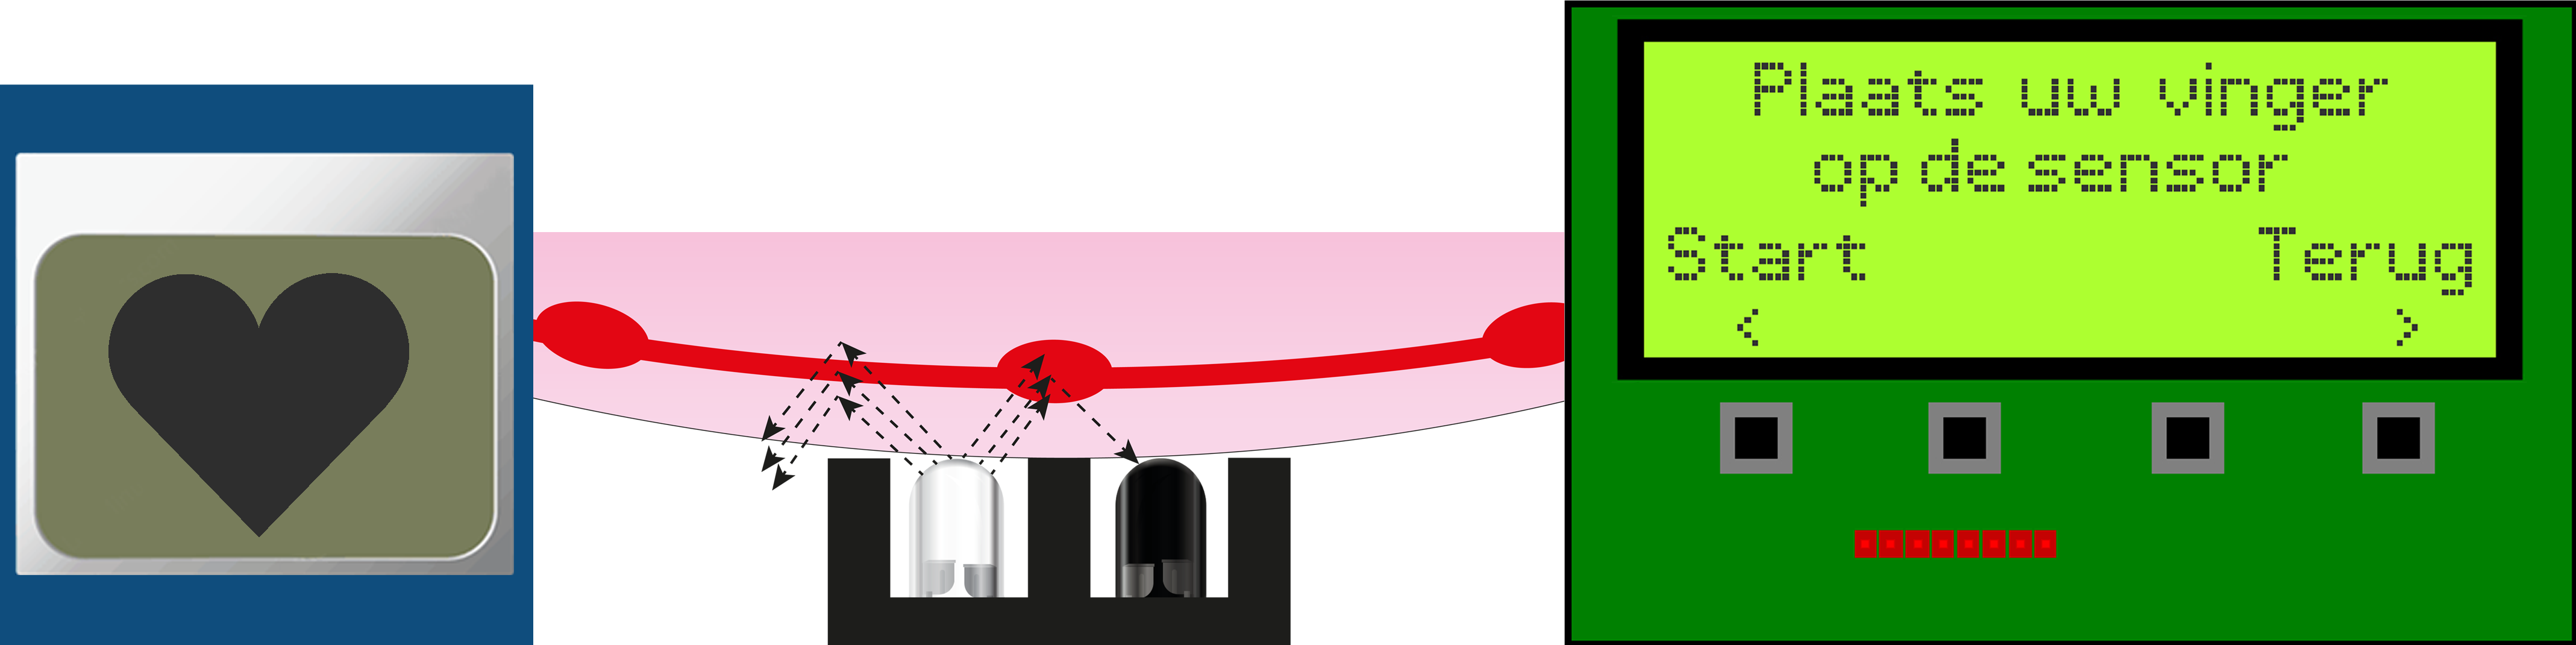 Plaats uw vinger
op de sensor
Start Terug
< >